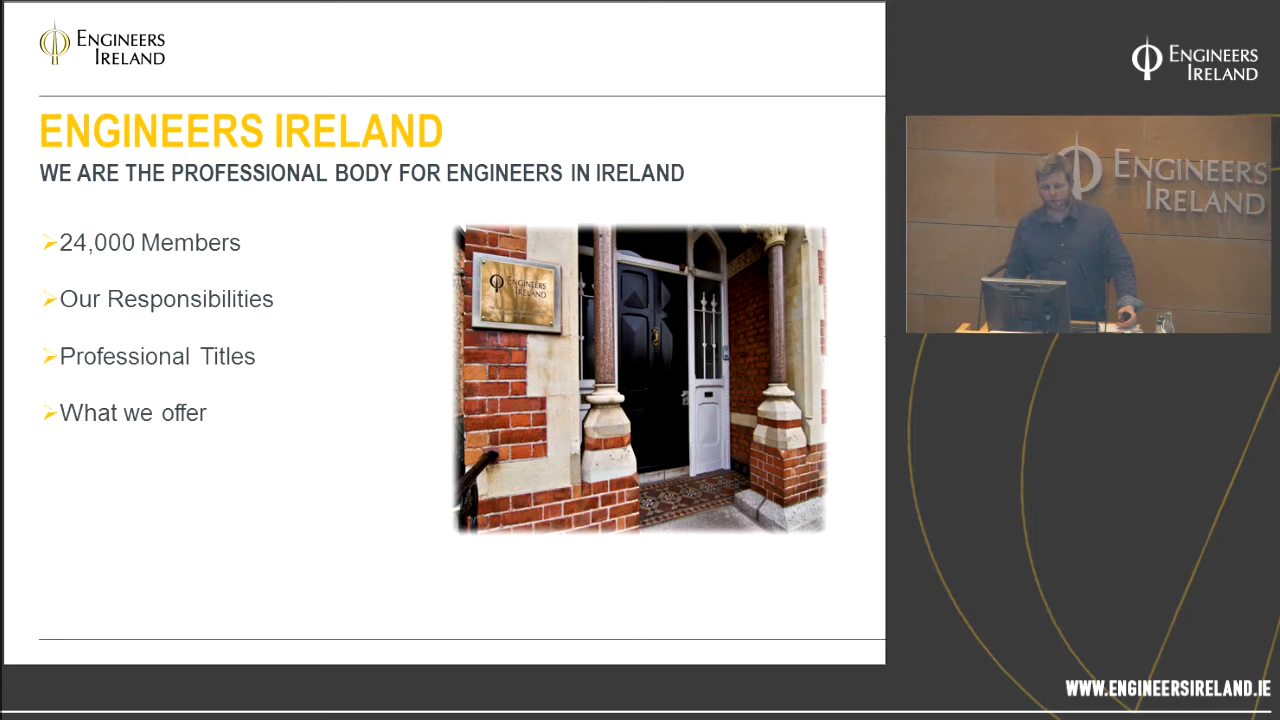 ENGINEERS
IRELAND
ENGINEERS IRELAND
WE ARE THE PROFESSIONAL BODY FOR ENGINEERS IN IRELAND
24,000 Members
Our Responsibilities
Professional Titles
What we offer
ENGINEERS
IRELAND
ENGINEERS
IRELAND
ENGINEERS
IRELAND
WWW.ENGINEERSIRELAND.IE